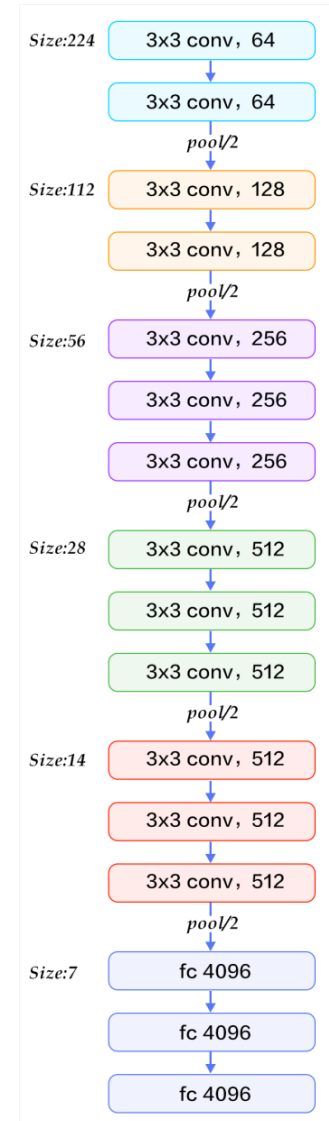 Size:224
3x3 conv, 64
3x3 conv, 64
pool/2
Size:112
3x3 conv, 128
3x3 conv, 128
pool/2
Size:56
3x3 conv, 256
3x3 conv, 256
3x3 conv, 256
pool/2
Size:28
3x3 conv, 512
3x3 conv, 512
3x3 conv, 512
pool/2
Size:14
3x3 conv, 512
3x3 conv, 512
3x3 conv, 512
pool/2
Size:7
fc 4096
fc 4096
fc 4096